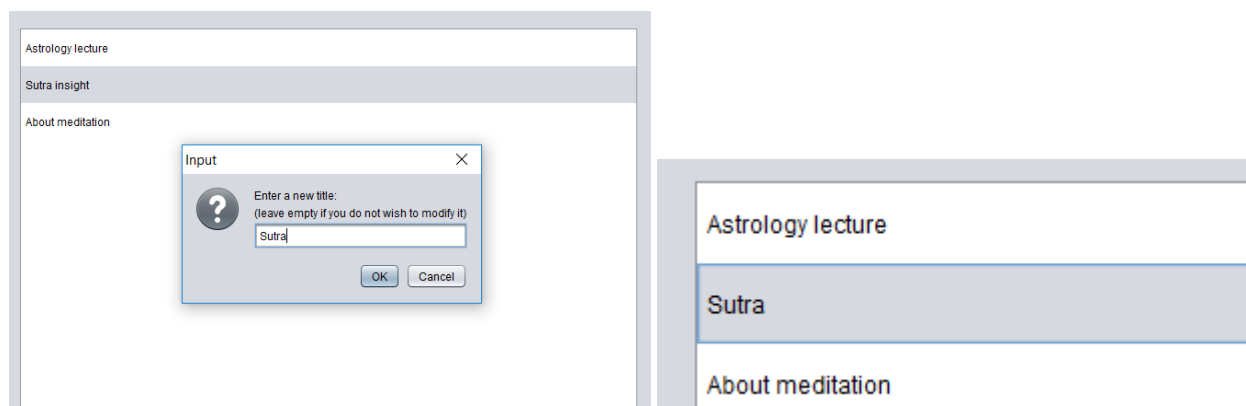 Astrology lecture
Sutra insight
About meditation
Input
Enter a new title:
(leave empty if you do not wish to modify it)
Sutra
OK Cancel
Astrology lecture
Sutra
About meditation